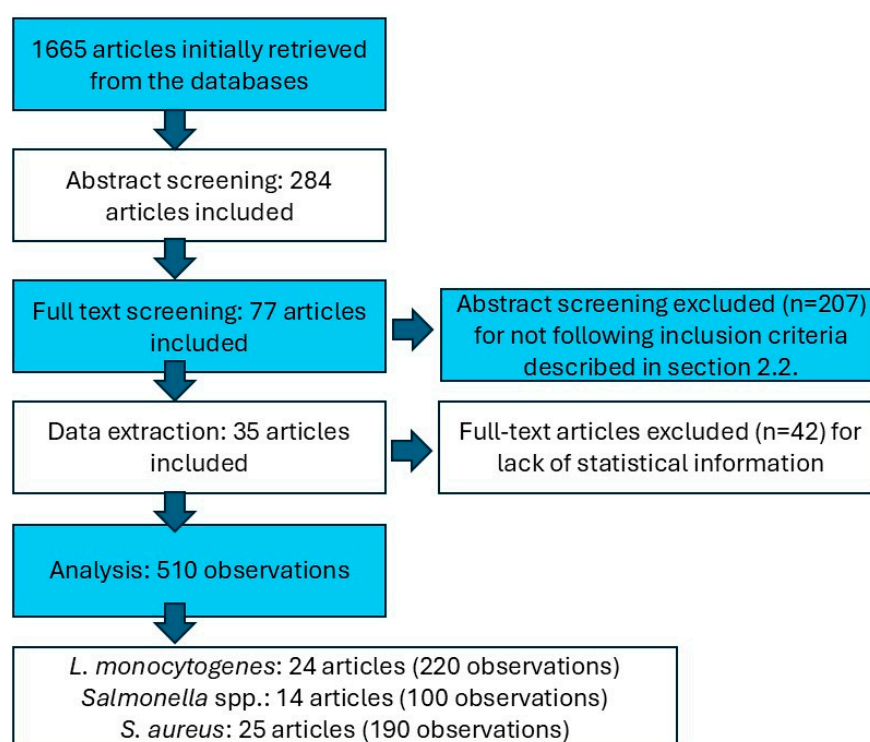 1665 articles initially retrieved
from the databases
Abstract screening: 284
articles included
Full text screening: 77 articles
included
Abstract screening excluded (n=207)
for not following inclusion criteria
described in section 2.2.
Data extraction: 35 articles
included
Full-text articles excluded (n=42) for
lack of statistical information
Analysis: 510 observations
L. monocytogenes: 24 articles (220 observations)
Salmonella spp.: 14 articles (100 observations)
S. aureus: 25 articles (190 observations)